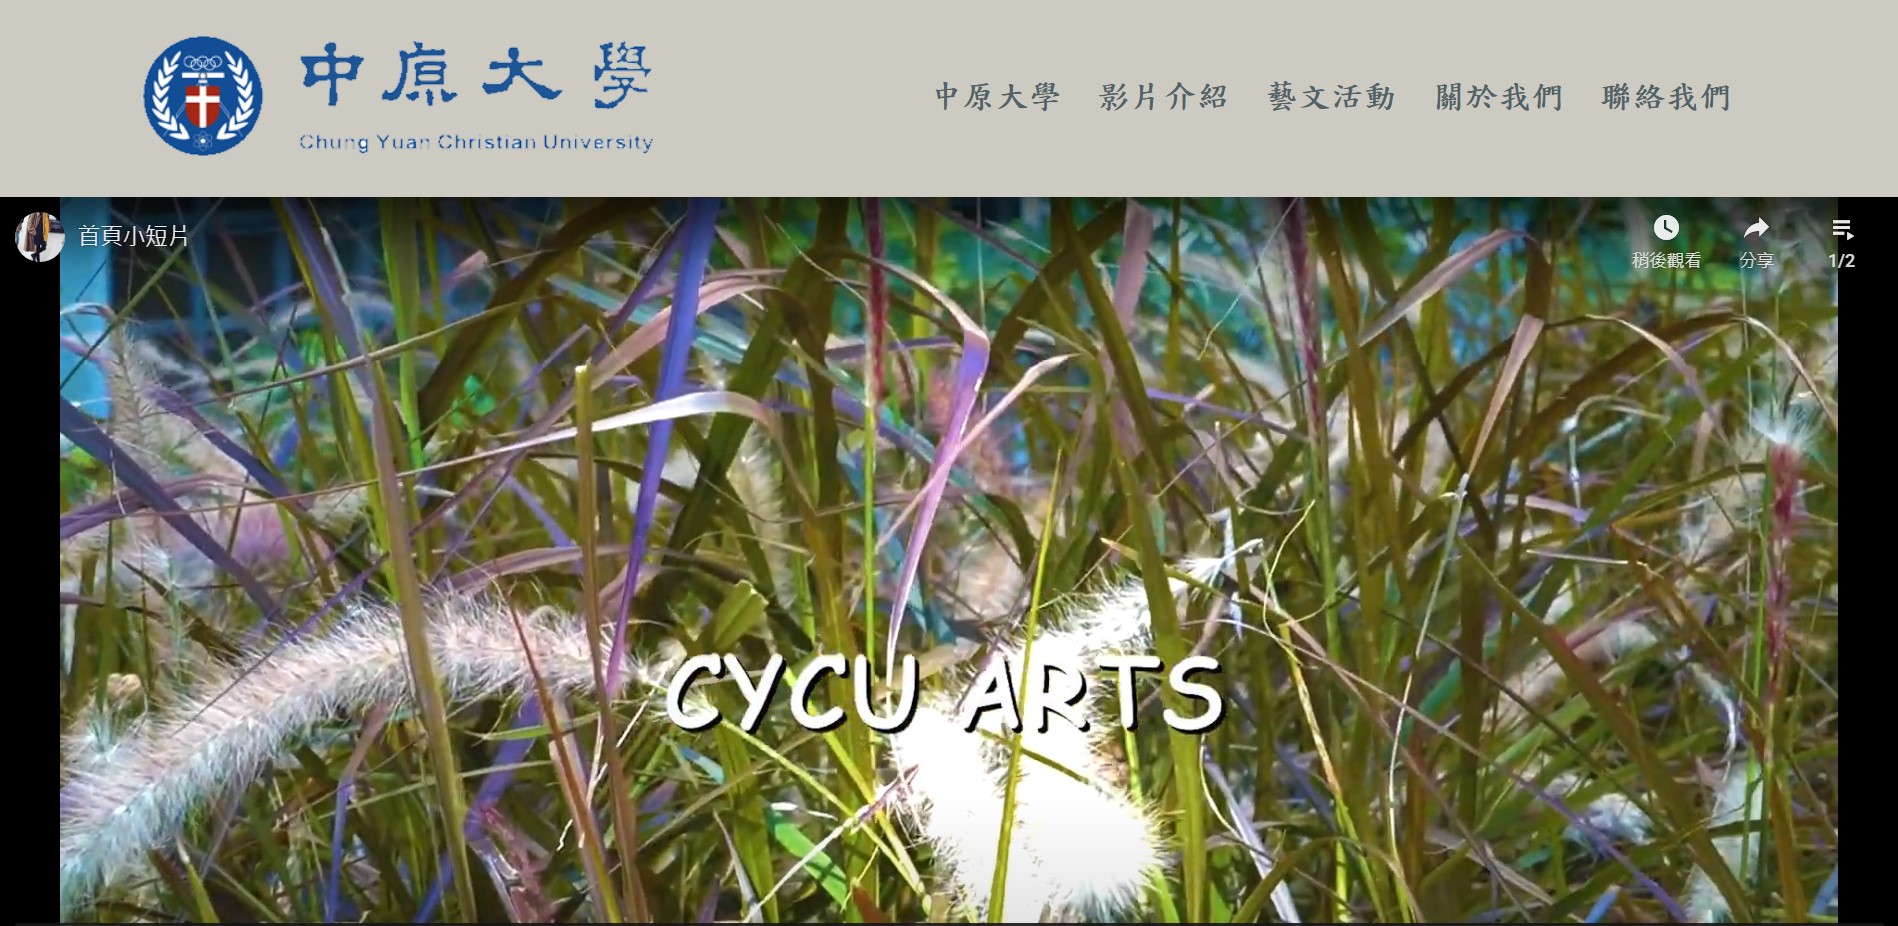 中原大學
Chung Yuan Christian University
中原大學 影片介紹 藝文活動 關於我們 聯絡我們
首頁小短片
稍後觀看 分享 1/2
CYCU ARTS